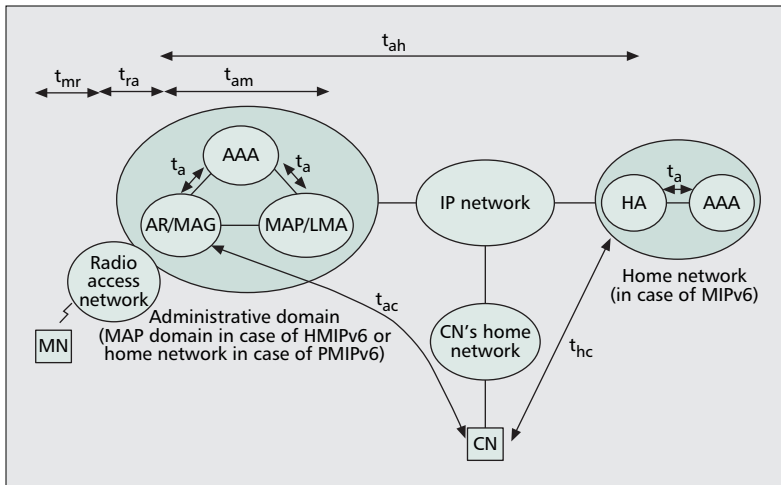 t_ah
t_mr
t_ra
t_am
AAA
t_a
t_a
AR/MAG
MAP/LMA
IP network
HA
t_a
AAA
Radio
access
network
MN
Administrative domain
(MAP domain in case of HMIPv6 or
home network in case of PMIPv6)
t_ac
CN's home
network
Home network
(in case of MIPv6)
t_hc
CN